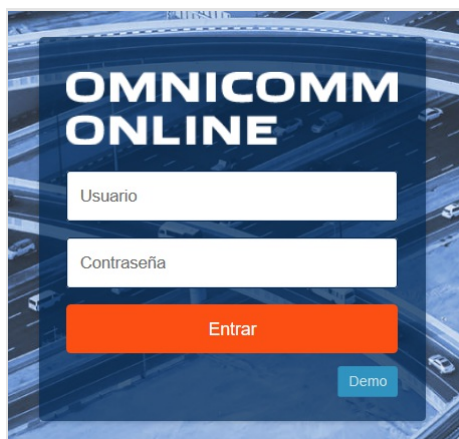 OMNICOMM
ONLINE
Usuario
Contraseña
Entrar
Demo